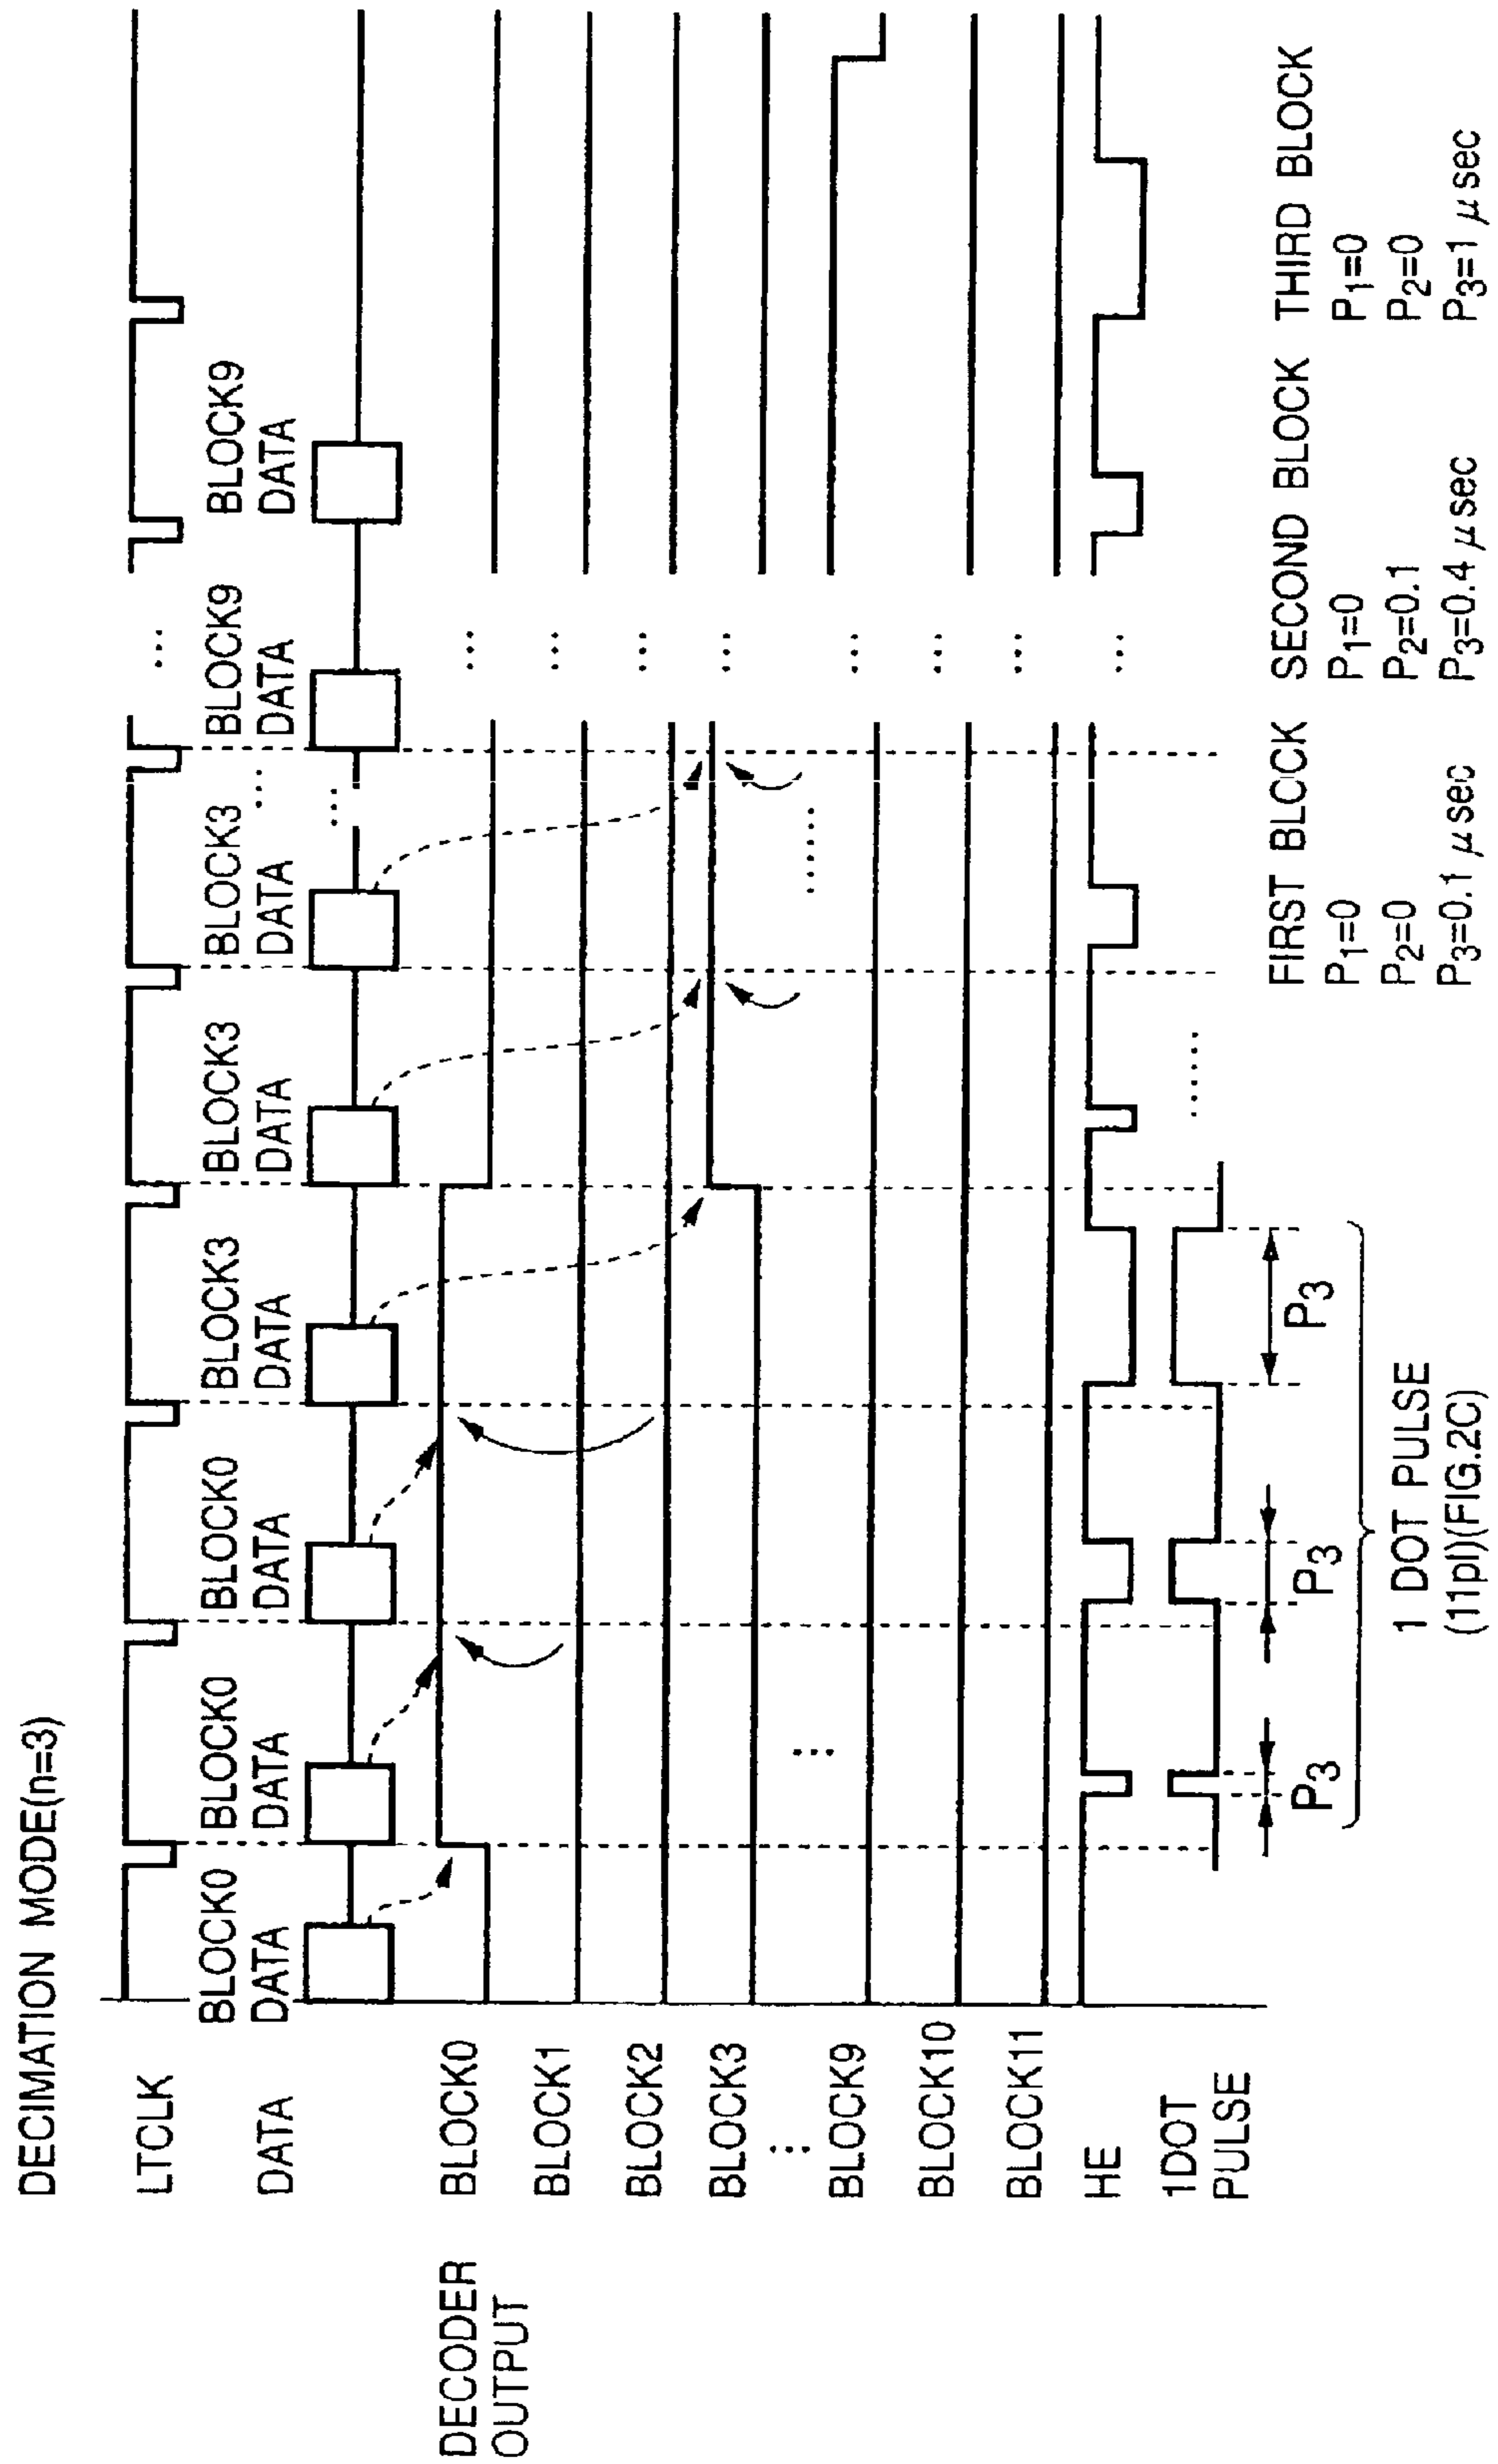 DECIMATION MODE(n=3)
LTCLK
...
BLOCK0 BLOCK0 BLOCK0 BLOCK3 BLOCK3 BLOCK3 ... BLOCK9 BLOCK9
DATA DATA DATA DATA DATA DATA DATA DATA DATA
...
DECODER
OUTPUT
BLOCK0
...
BLOCK1
...
BLOCK2
...
BLOCK3
...
... ... ......
BLOCK9
...
BLOCK10
...
BLOCK11
...
HE
...
1DOT
PULSE
......
P3 P3 P3
1 DOT PULSE
(11pl)(FIG.2C)
FIRST BLOCK SECOND BLOCK THIRD BLOCK
P1=0 P1=0 P1=0
P2=0 P2=0.1 P2=0
P3=0.1 μsec P3=0.4 μsec P3=1 μsec